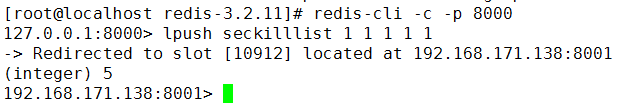 [root@localhost redis-3.2.11]# redis-cli -c -p 8000
127.0.0.1:8000> lpush seckilllist 1 1 1 1 1
-> Redirected to slot [10912] located at 192.168.171.138:8001
(integer) 5
192.168.171.138:8001>